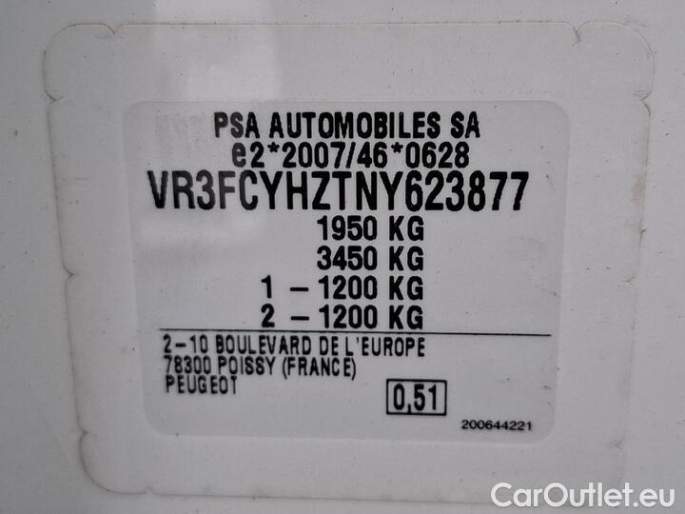 PSA AUTOMOBILES SA
e2*2007/46*0628
VR3FCYHZTNY623877
1950 KG
3450 KG
1 – 1200 KG
2 – 1200 KG
2–10 BOULEVARD DE L'EUROPE
78300 POISSY (FRANCE)
PEUGEOT
0,51
200644221
CarOutlet.eu